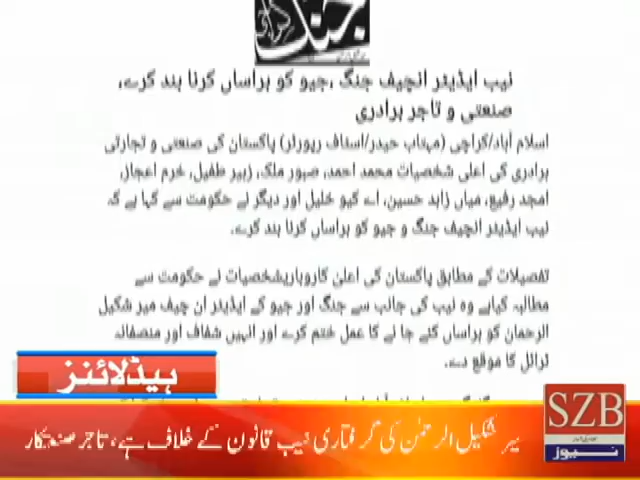 جنگ
کراچی
نیب ایڈیٹر انچیف جنگ ،جیو کو ہراساں کرنا بند کرے،
صنعتی و تاجر برادری
اسلام آباد/کراچی (مہتاب حیدر/اسٹاف رپورٹر) پاکستان کی صنعتی و تجارتی
برادری کی اعلیٰ شخصیات محمد احمد، صبور ملک، زبیر طفیل، خرم اعجاز،
امجد رفیع، میاں زاہد حسین، اے کیو خلیل اور دیگر نے حکومت سے کہا ہے کہ
نیب ایڈیٹر انچیف جنگ و جیو کو ہراساں کرنا بند کرے۔
تفصیلات کے مطابق پاکستان کی اعلیٰ کاروباریشخصیات نے حکومت سے
مطالبہ کیاہے وہ نیب کی جانب سے جنگ اور جیو کے ایڈیٹر ان چیف میر شکیل
الرحمان کو ہراساں کئے جا نے کا عمل ختم کرے اور انہیں شفاف اور منصفانہ
ٹرائل کا موقع دے۔
ہیڈلائنز
میر شکیل الرحمٰن کی گرفتاری نیب قانون کے خلاف ہے، تاجر صنعتکار
SZB
نیوز